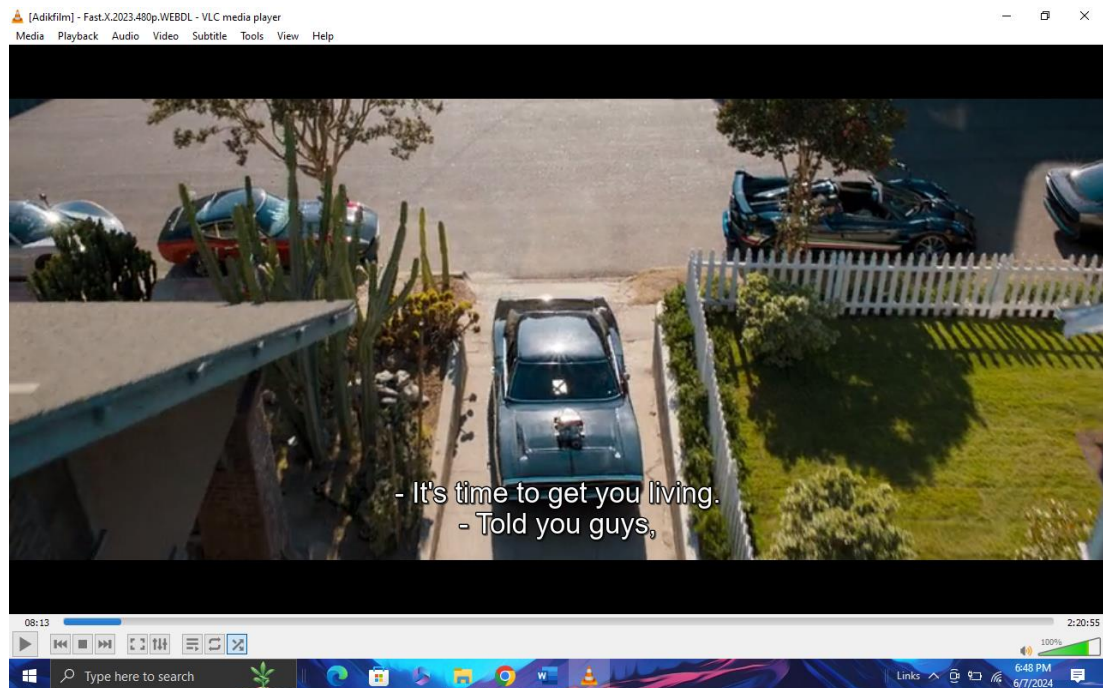 [Adikfilm] - Fast.X.2023.480p.WEBDL - VLC media player
Media Playback Audio Video Subtitle Tools View Help
- It's time to get you living.
- Told you guys,
08:13 2:20:55
100%
Type here to search
Links
6:48 PM
6/7/2024